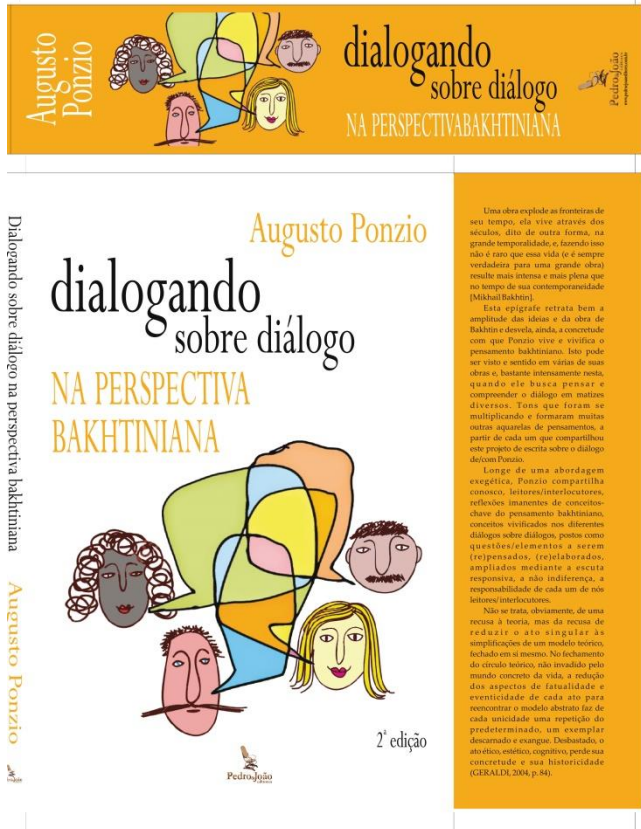 Augusto
Ponzio
dialogando
sobre diálogo
NA PERSPECTIVABAKHTINIANA
Pedro&João
Augusto Ponzio
dialogando
sobre diálogo
NA PERSPECTIVA
BAKHTINIANA
2ª edição
Pedro&João
editores
Dialogando sobre diálogo na perspectiva bakhtiniana Augusto Ponzio
Uma obra explode as fronteiras de
seu tempo, ela vive através dos
séculos, dito de outra forma, na
grande temporalidade, e, fazendo isso
não é raro que essa vida (e é sempre
verdadeira para uma grande obra)
resulte mais intensa e mais plena que
no tempo de sua contemporaneidade
[Mikhail Bakhtin].
Esta epígrafe retrata bem a
amplitude das ideias e da obra de
Bakhtin e desvela, ainda, a concretude
com que Ponzio vive e vivifica o
pensamento bakhtiniano. Isto pode
ser visto e sentido em várias de suas
obras e, bastante intensamente nesta,
quando ele busca pensar e
compreender o diálogo em matizes
diversos. Tons que foram se
multiplicando e formaram muitas
outras aquarelas de pensamentos, a
partir de cada um que compartilhou
este projeto de escrita sobre o diálogo
de/com Ponzio.
Longe de uma abordagem
exegética, Ponzio compartilha
conosco, leitores/interlocutores,
reflexões imanentes de conceitos-
chave do pensamento bakhtiniano,
conceitos vivificados nos diferentes
diálogos sobre diálogos, postos como
questões/elementos a serem
(re)pensados, (re)elaborados,
ampliados mediante a escuta
responsiva, a não indiferença, a
responsabilidade de cada um de nós
leitores/interlocutores.
Não se trata, obviamente, de uma
recusa à teoria, mas da recusa de
reduzir o ato singular às
simplificações de um modelo teórico,
fechado em si mesmo. No fechamento
do círculo teórico, não invadido pelo
mundo concreto da vida, a redução
dos aspectos de fatualidade e
eventicidade de cada ato para
reencontrar o modelo abstrato faz de
cada unicidade uma repetição do
predeterminado, um exemplar
descarnado e exangue. Desbastado, o
ato ético, estético, cognitivo, perde sua
concretude e sua historicidade
(GERALDI, 2004, p. 84).